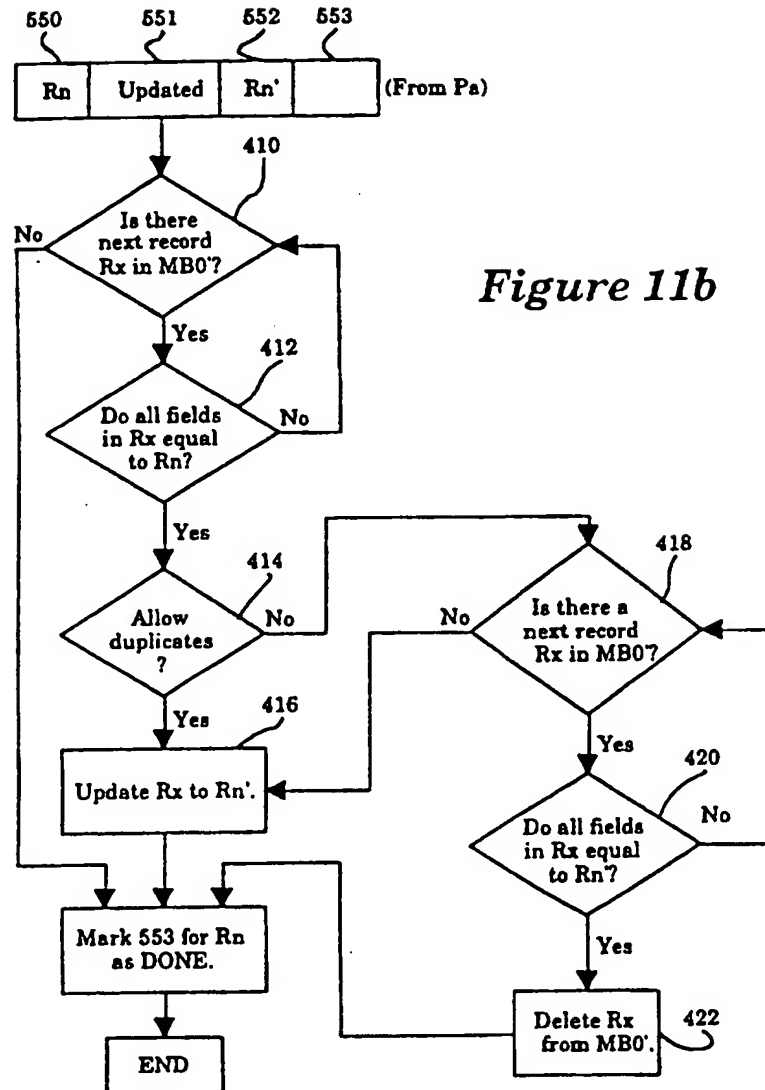 550
551
552
553
Rn
Updated
Rn'
(From Pa)
410
Is there
next record
Rx in MB0'?
No
Yes
Figure 11b
412
Do all fields
in Rx equal
to Rn?
No
Yes
414
Allow
duplicates
?
No
Yes
418
Is there a
next record
Rx in MB0'?
No
Yes
416
Update Rx to Rn'.
420
Do all fields
in Rx equal
to Rn'?
No
Yes
Mark 553 for Rn
as DONE.
Delete Rx
from MB0'.
422
END